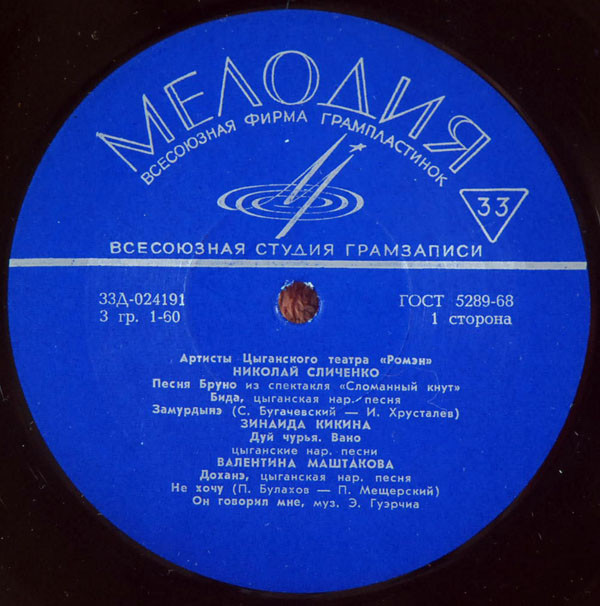 МЕЛОДИЯ
ВСЕСОЮЗНАЯ ФИРМА ГРАМПЛАСТИНОК
33
ВСЕСОЮЗНАЯ СТУДИЯ ГРАМЗАПИСИ
33Д-024191
ГОСТ 5289-68
3 гр. 1-60
1 сторона
Артисты Цыганского театра «Ромэн»
НИКОЛАЙ СЛИЧЕНКО
Песня Бруно из спектакля «Сломанный кнут»
Бида, цыганская нар. песня
Замурдынэ (С. Бугачевский — И. Хрусталев)
ЗИНАИДА КИКИНА
Дуй чурья. Вано
цыганские нар. песни
ВАЛЕНТИНА МАШТАКОВА
Доханэ, цыганская нар. песня
Не хочу (П. Булахов — П. Мещерский)
Он говорил мне, муз. Э. Гуэрчиа